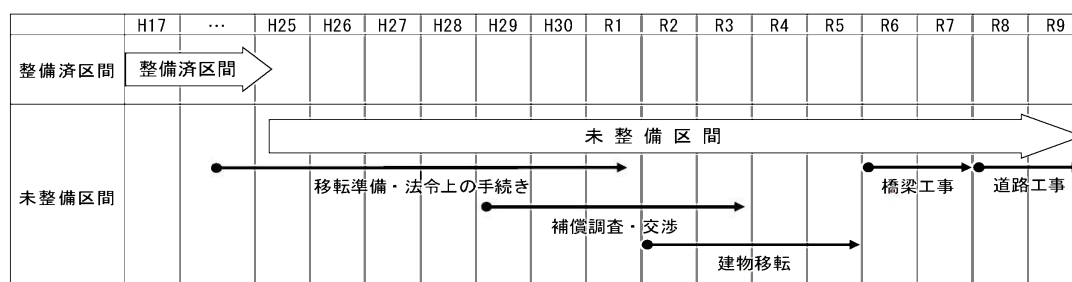 H17 … H25 H26 H27 H28 H29 H30 R1 R2 R3 R4 R5 R6 R7 R8 R9
整備済区間 整備済区間
未整備区間
未整備区間
移転準備・法令上の手続き 橋梁工事 道路工事
補償調査・交渉
建物移転